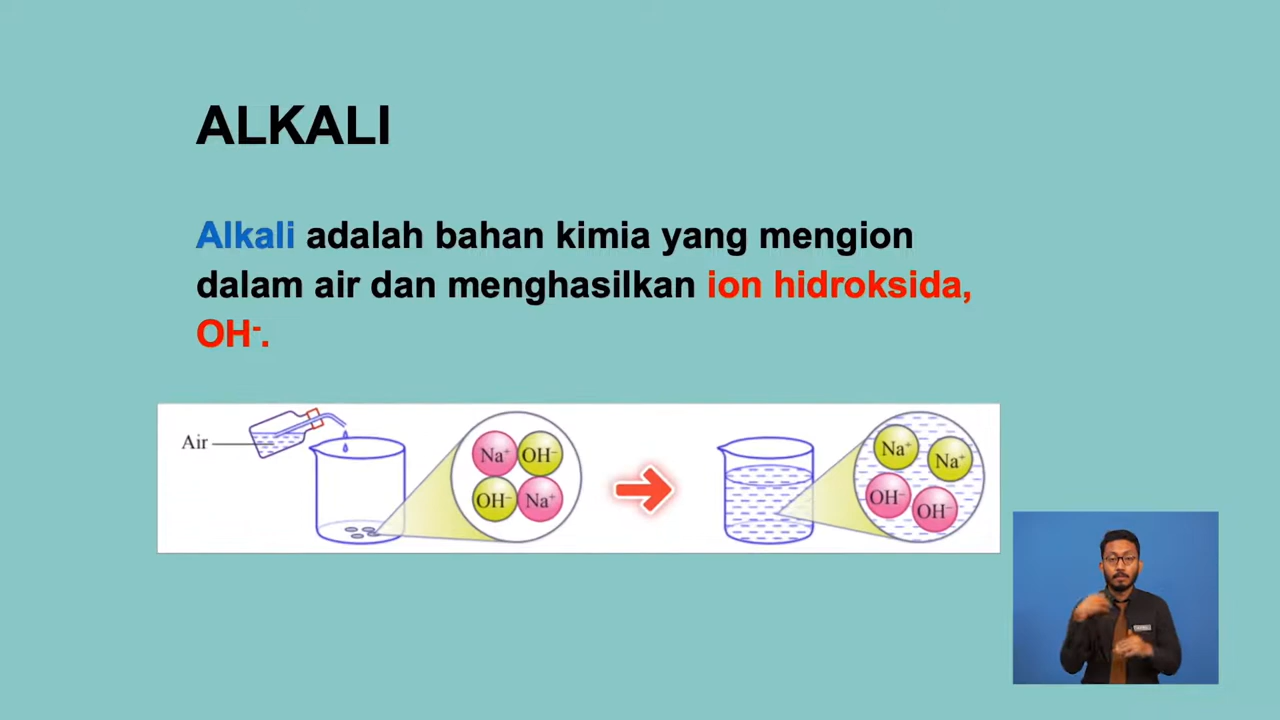 ALKALI
Alkali adalah bahan kimia yang mengion
dalam air dan menghasilkan ion hidroksida,
OH⁻.
Air
Na⁺ OH⁻
OH⁻ Na⁺
Na⁺ Na⁺
OH⁻ OH⁻